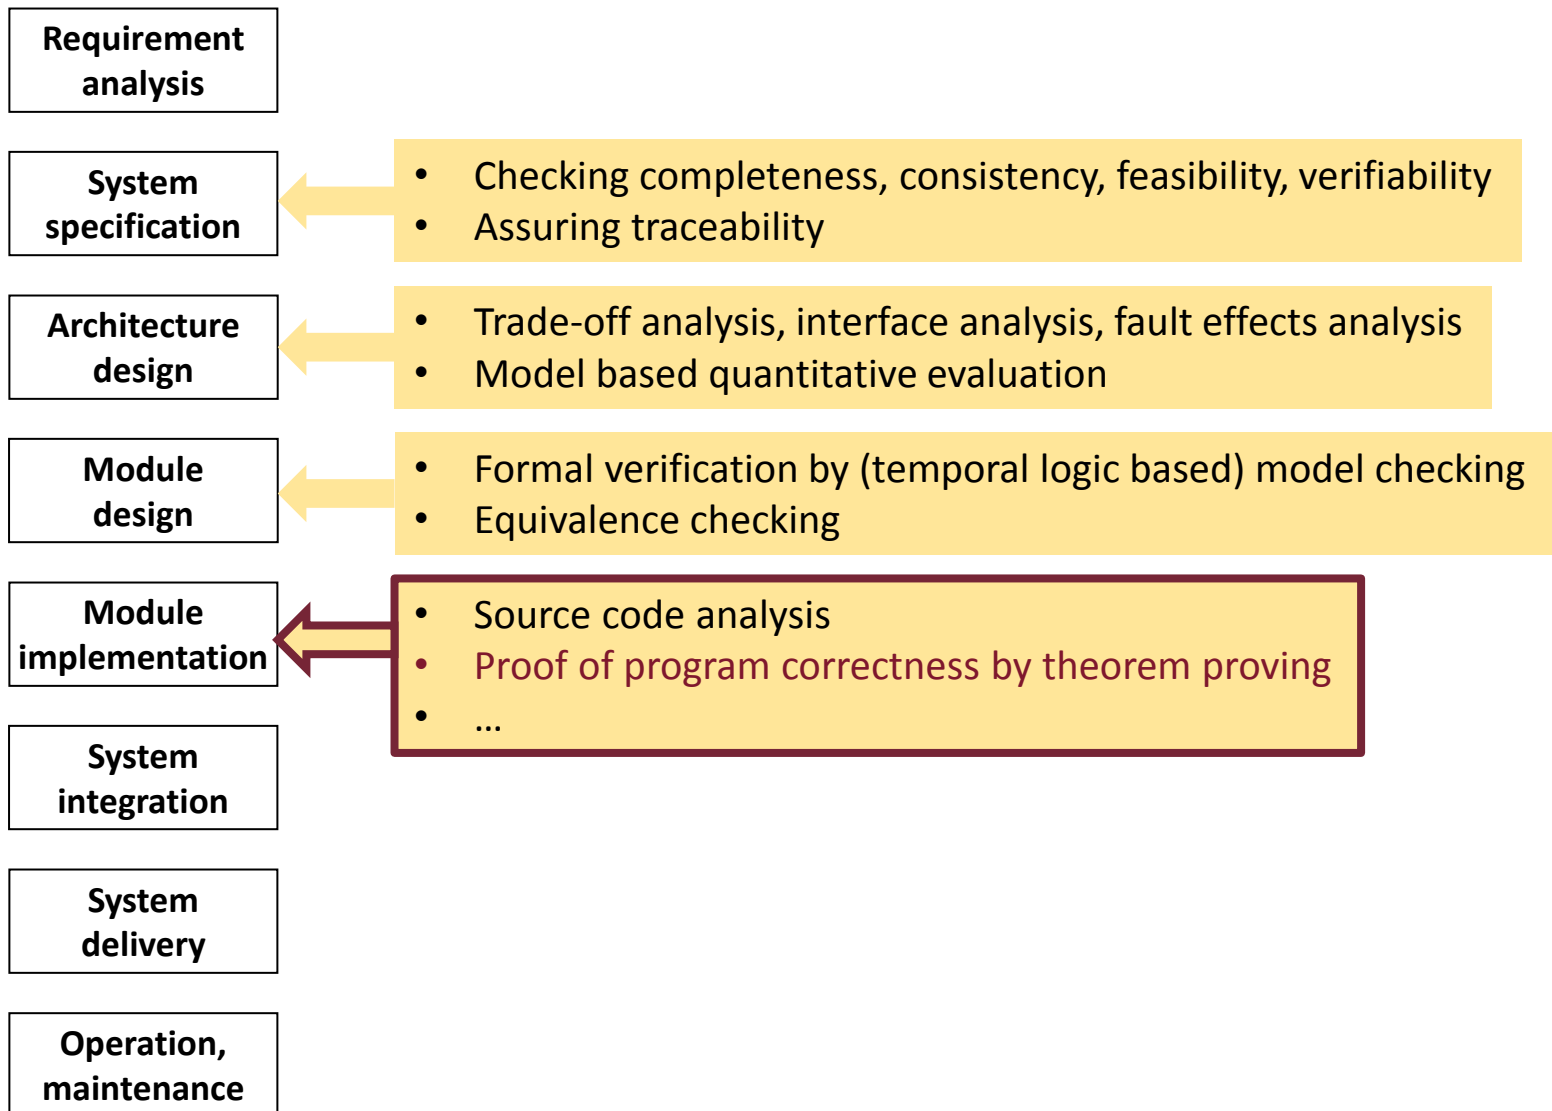 Requirement
analysis
System
specification
• Checking completeness, consistency, feasibility, verifiability
• Assuring traceability
Architecture
design
• Trade-off analysis, interface analysis, fault effects analysis
• Model based quantitative evaluation
Module
design
• Formal verification by (temporal logic based) model checking
• Equivalence checking
Module
implementation
• Source code analysis
• Proof of program correctness by theorem proving
• ...
System
integration
System
delivery
Operation,
maintenance